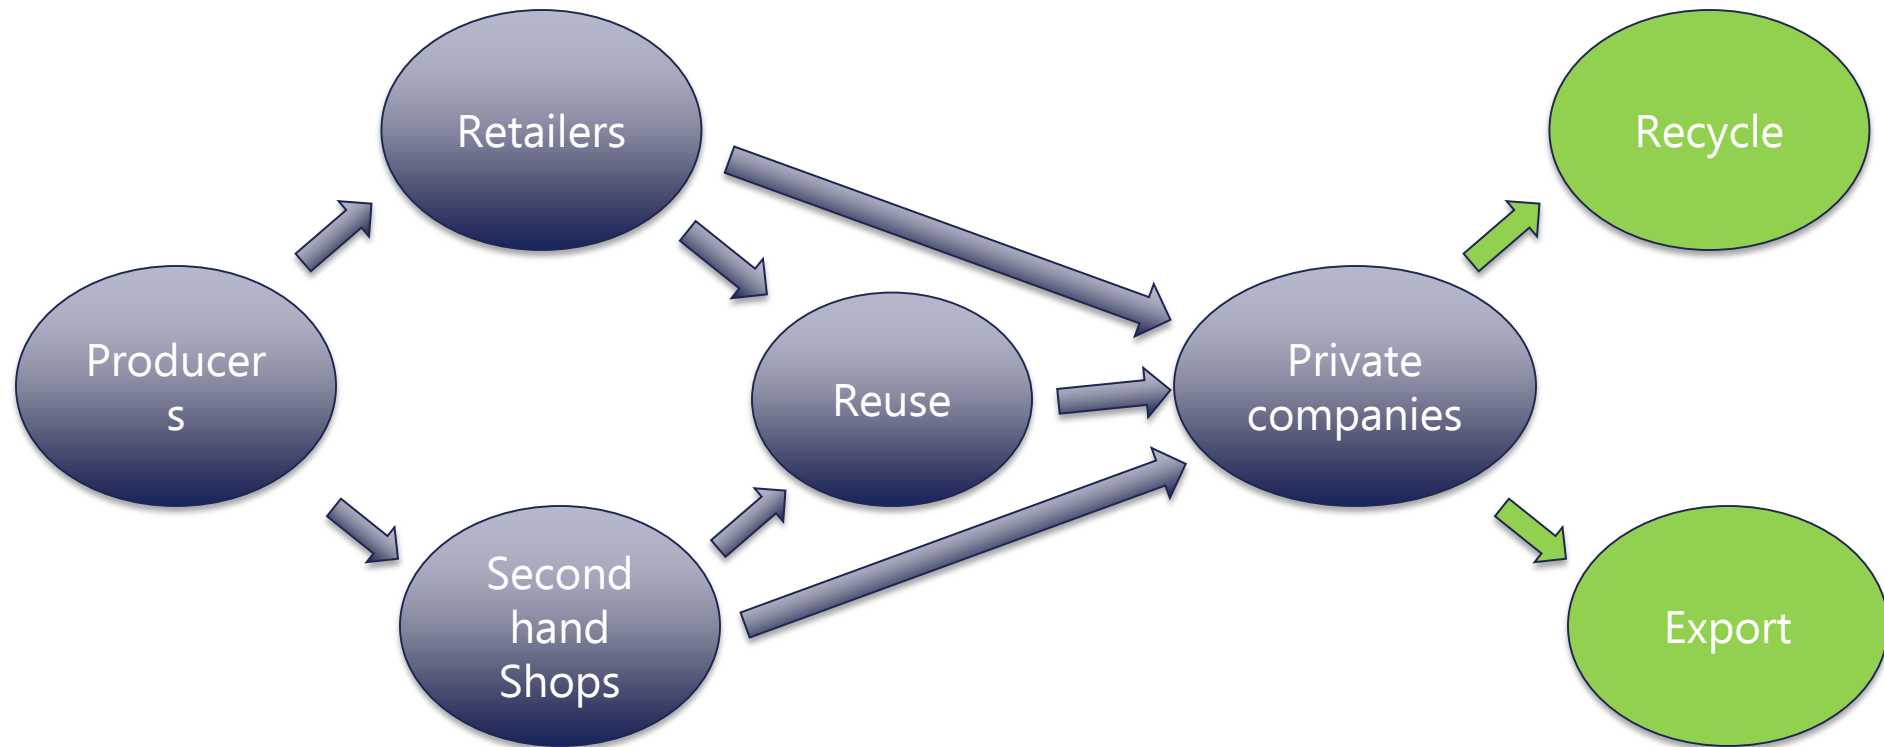 Retailers
Recycle
Producer
s
Reuse
Private
companies
Second
hand
Shops
Export